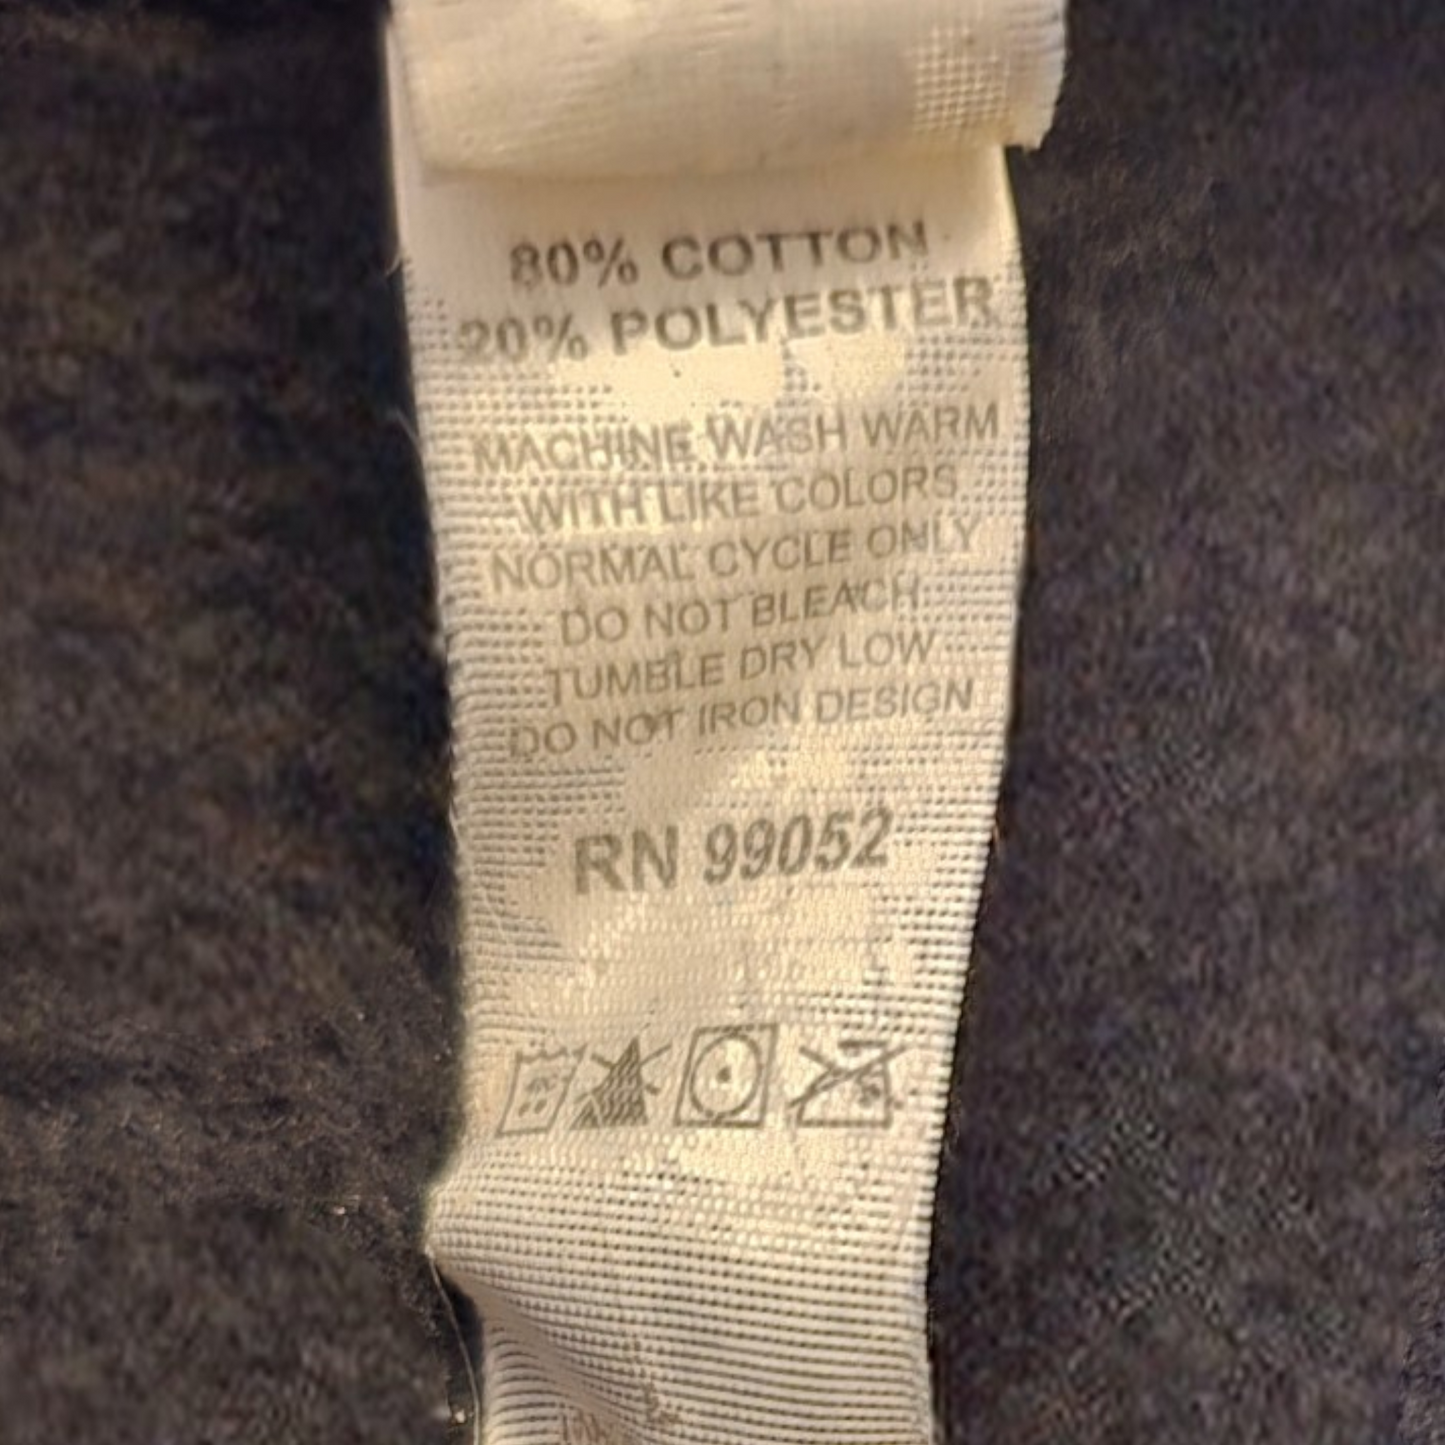 80% COTTON
20% POLYESTER
MACHINE WASH WARM
WITH LIKE COLORS
NORMAL CYCLE ONLY
DO NOT BLEACH
TUMBLE DRY LOW
DO NOT IRON DESIGN
RN 99052